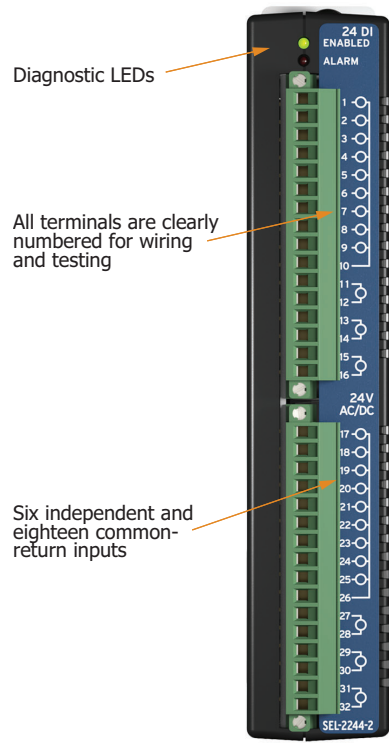 24 DI
ENABLED
ALARM
Diagnostic LEDs
1
2
3
4
5
6
7
8
9
10
11
12
13
14
15
16
All terminals are clearly
numbered for wiring
and testing
24V
AC/DC
17
18
19
20
21
22
23
24
25
26
27
28
29
30
31
32
Six independent and
eighteen common-
return inputs
SEL-2244-2